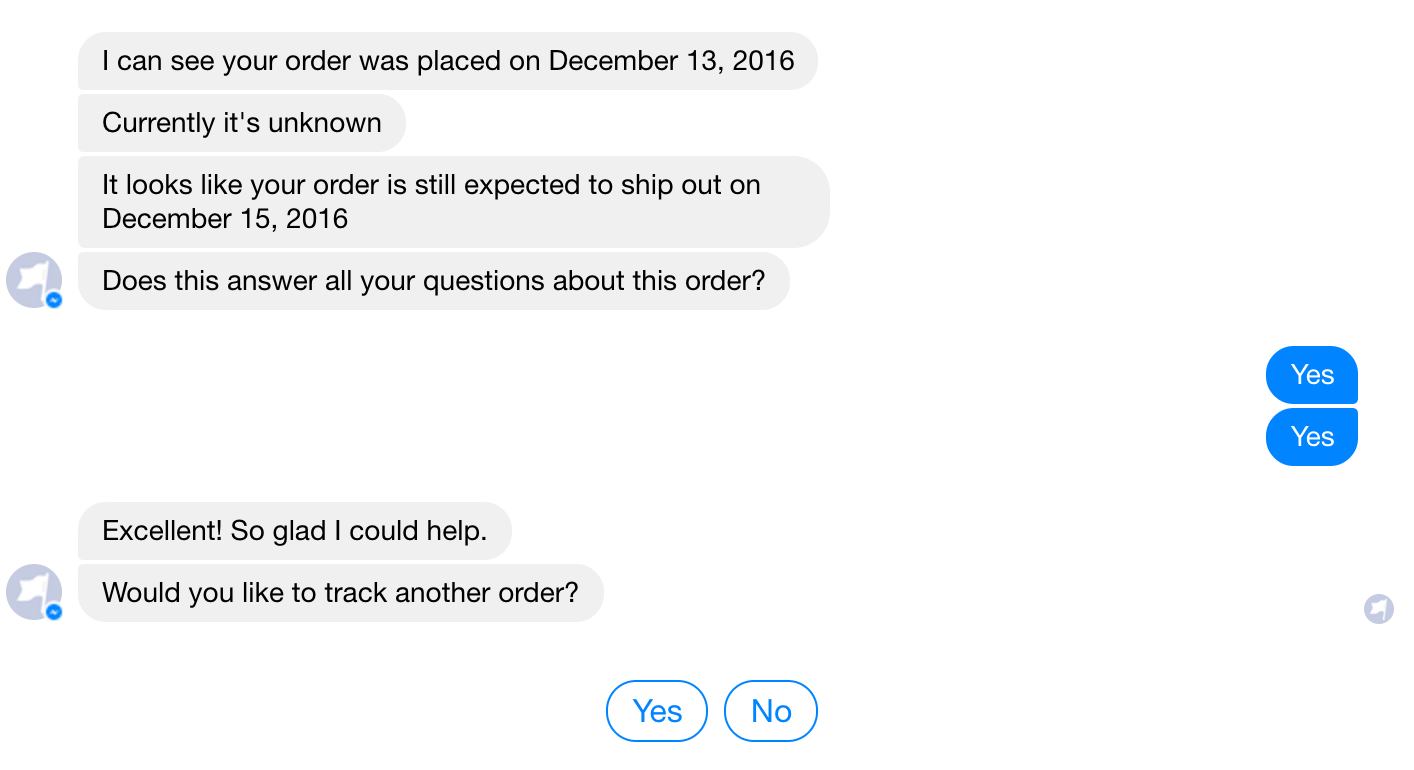 I can see your order was placed on December 13, 2016
Currently it's unknown
It looks like your order is still expected to ship out on
December 15, 2016
Does this answer all your questions about this order?
Yes
Yes
Excellent! So glad I could help.
Would you like to track another order?
Yes
No